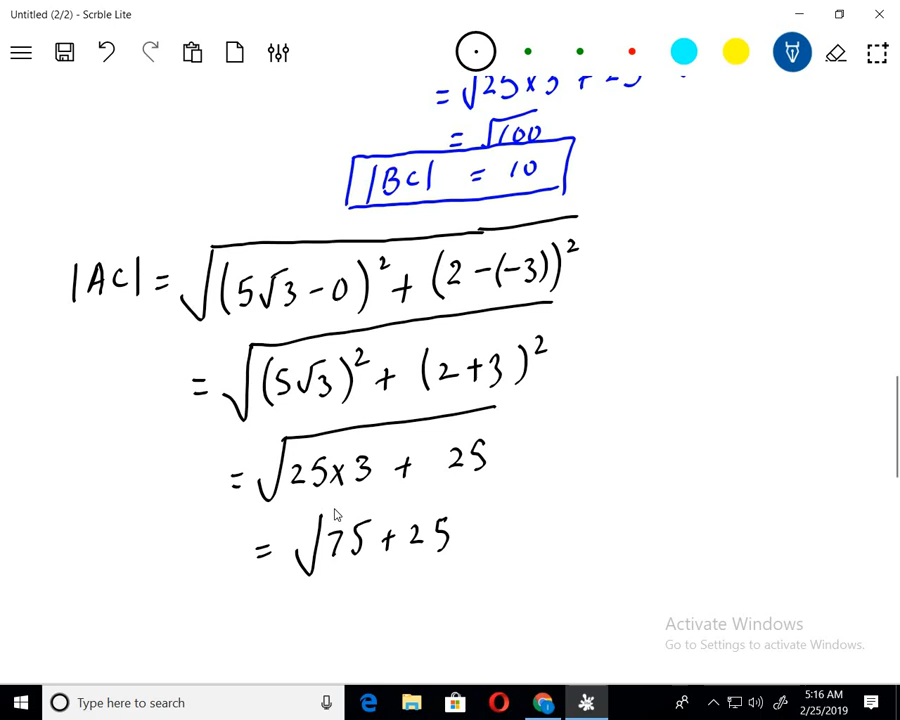 Untitled (2/2) - Scrble Lite
= √100
|BC| = 10
|AC| = √(5√3 - 0)² + (2 - (-3))²
= √(5√3)² + (2 + 3)²
= √25 × 3 + 25
= √75 + 25
Activate Windows
Go to Settings to activate Windows.
Type here to search
5:16 AM
2/25/2019